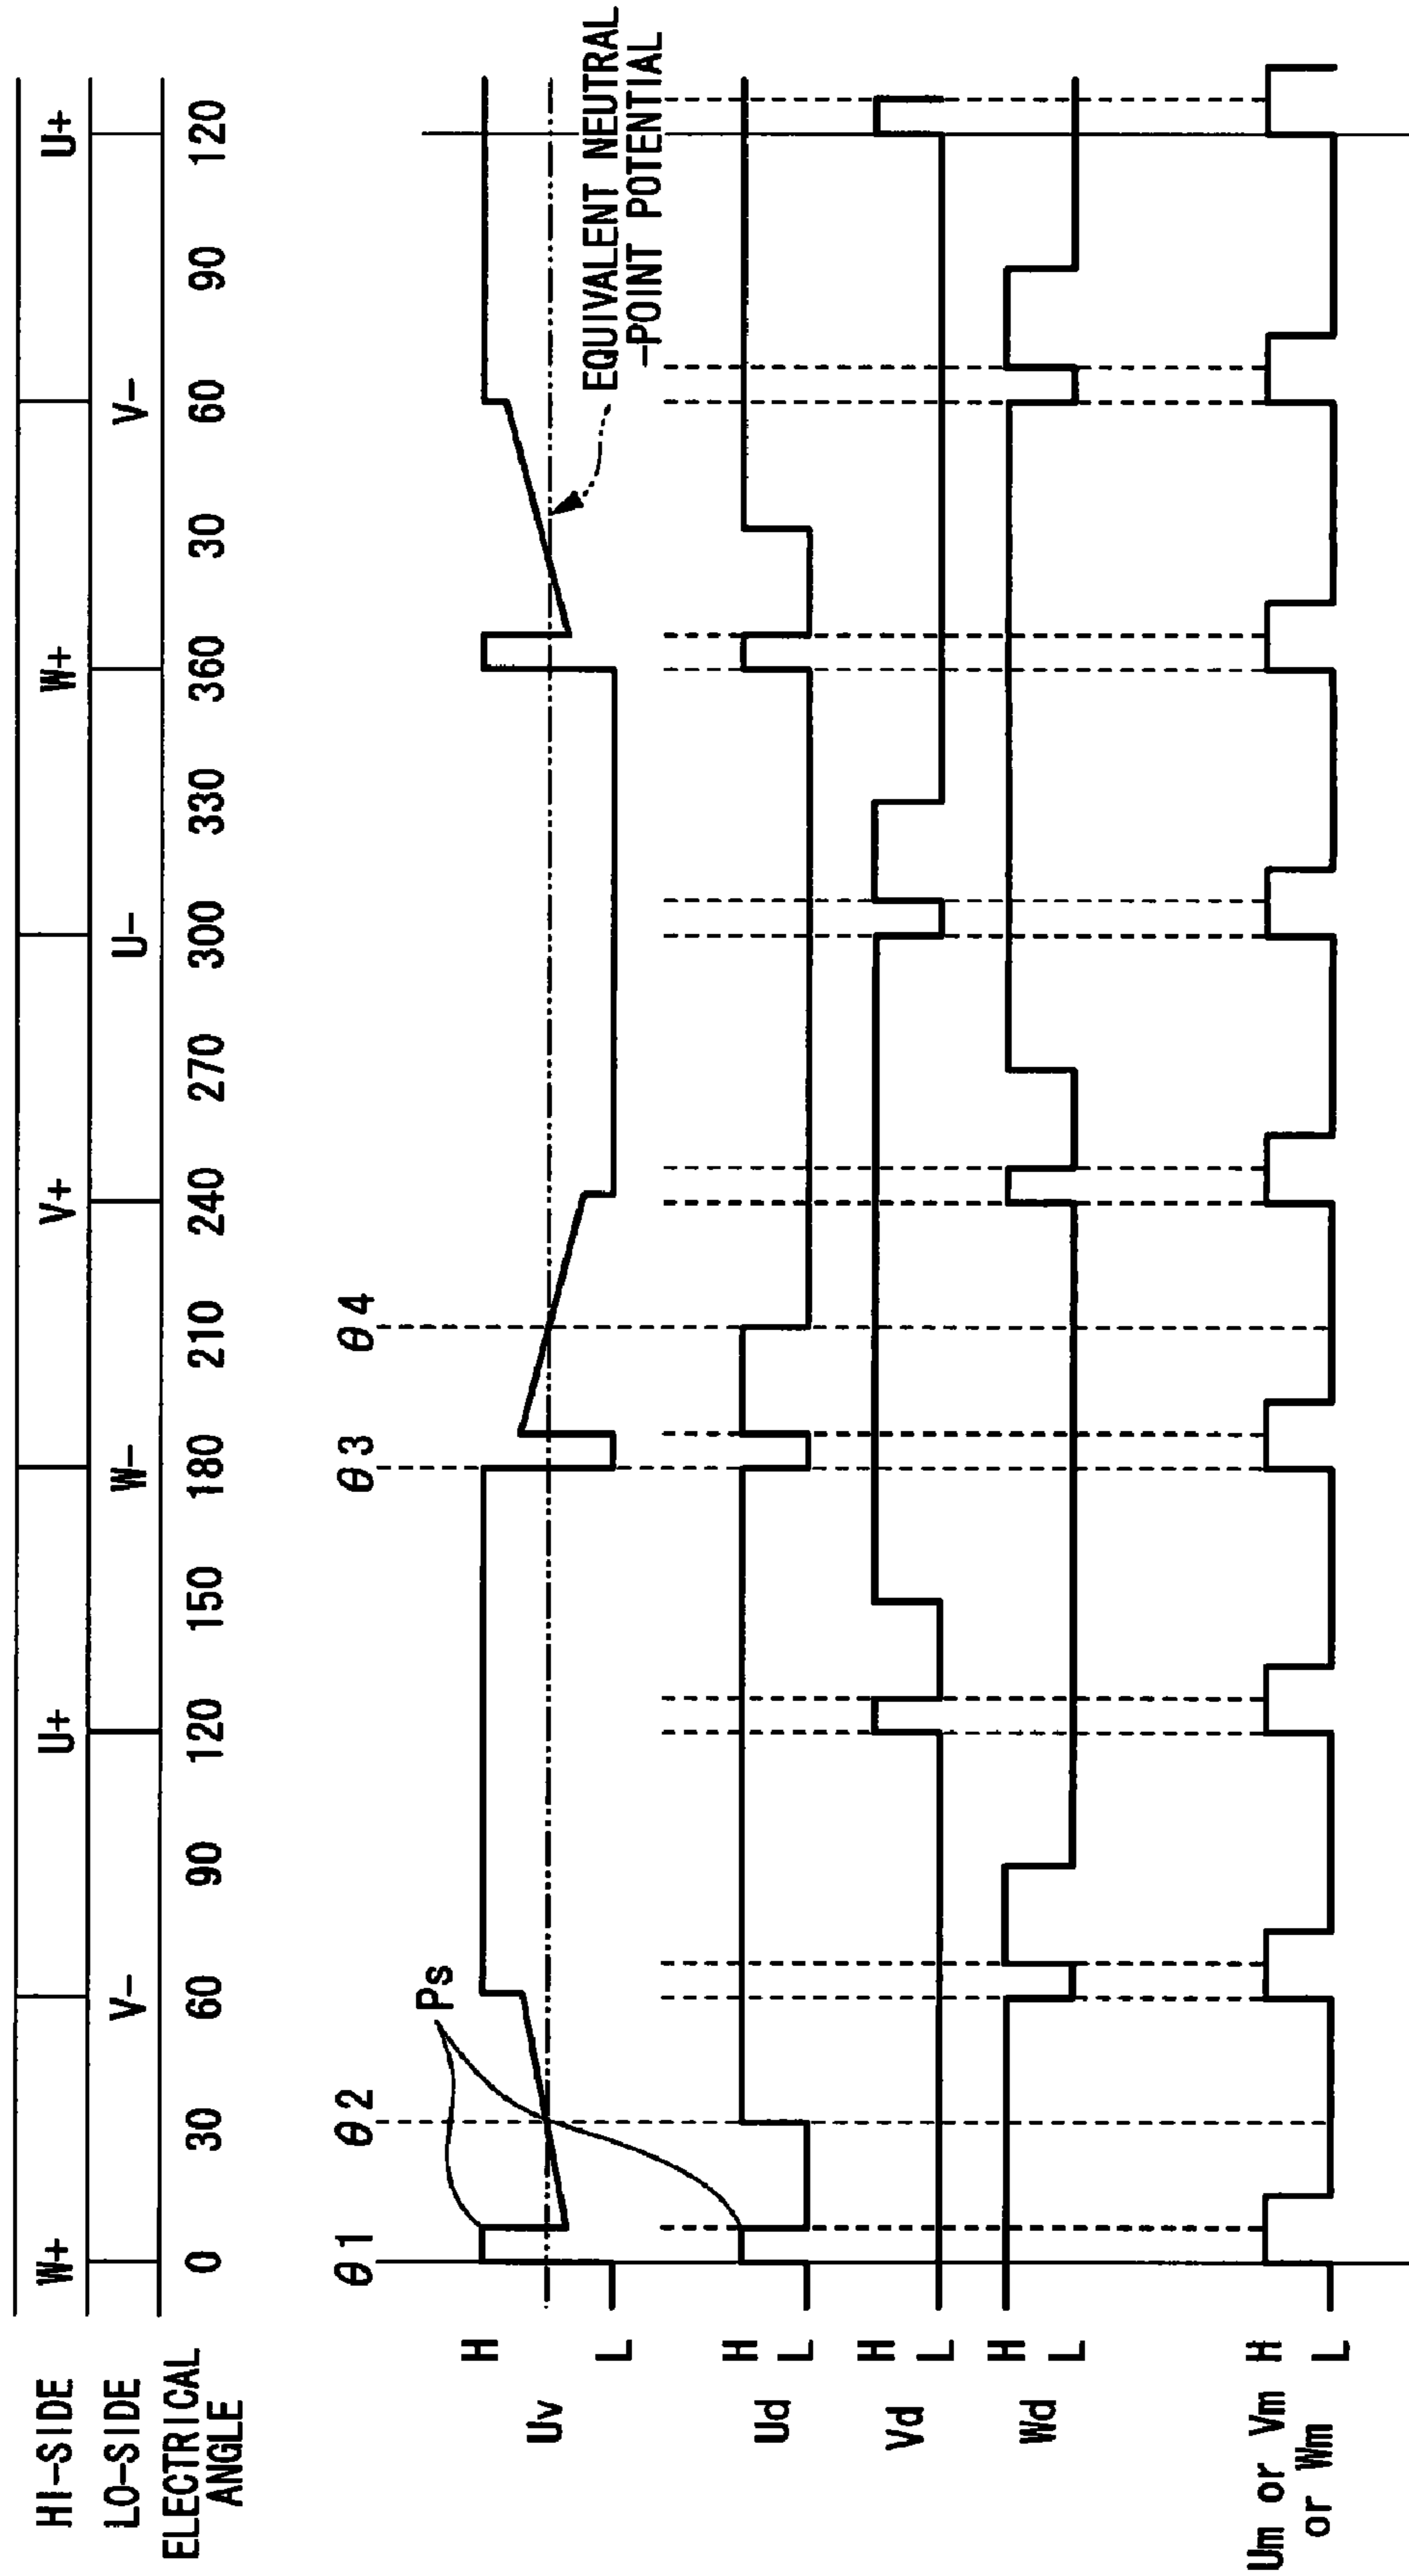 HI-SIDE W+ U+ V+ W+ U+
LO-SIDE V- W- U- V-
ELECTRICAL ANGLE 0 30 60 90 120 150 180 210 240 270 300 330 360 30 60 90 120
θ1 θ2 θ3 θ4
Ps
Uv H
L
EQUIVALENT NEUTRAL
-POINT POTENTIAL
Ud H
L
Vd H
L
Wd H
L
Um or Vm H
or Wm L